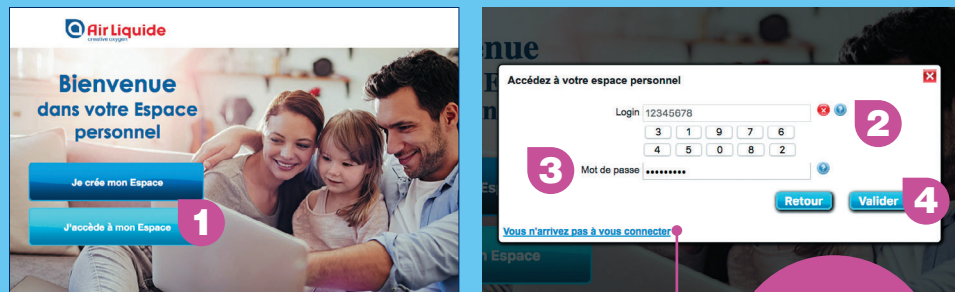 Air Liquide
creative oxygen
Bienvenue
dans votre Espace
personnel
Je crée mon Espace
J'accède à mon Espace
1
nue
Accédez à votre espace personnel
Login 12345678
2
3 1 9 7 6
4 5 0 8 2
3
Mot de passe •••••••••
Retour
Valider
4
Vous n'arrivez pas à vous connecter
n Espace